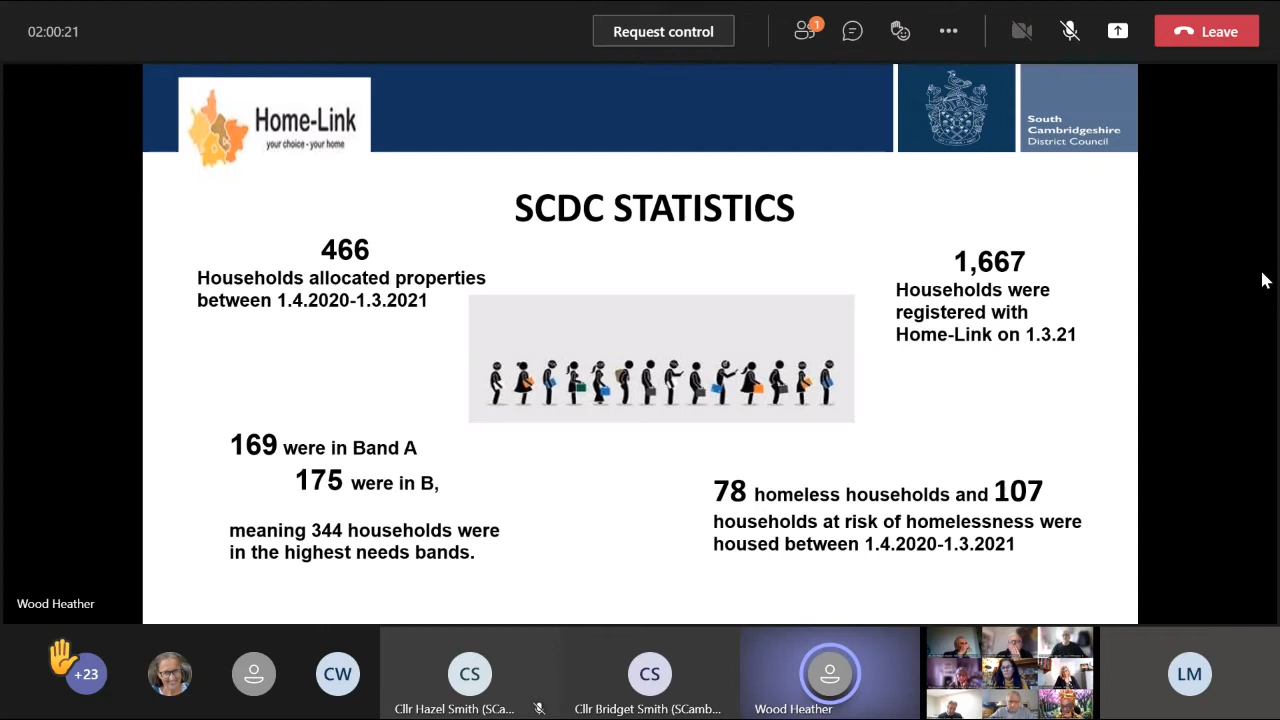 02:00:21
Request control
1
Leave
Home-Link
your choice - your home
South
Cambridgeshire
District Council
SCDC STATISTICS
466
Households allocated properties
between 1.4.2020-1.3.2021
1,667
Households were
registered with
Home-Link on 1.3.21
169 were in Band A
175 were in B,
meaning 344 households were
in the highest needs bands.
78 homeless households and 107
households at risk of homelessness were
housed between 1.4.2020-1.3.2021
Wood Heather
+23
CW
CS
Cllr Hazel Smith (SCa...
CS
Cllr Bridget Smith (SCamb...
Wood Heather
LM